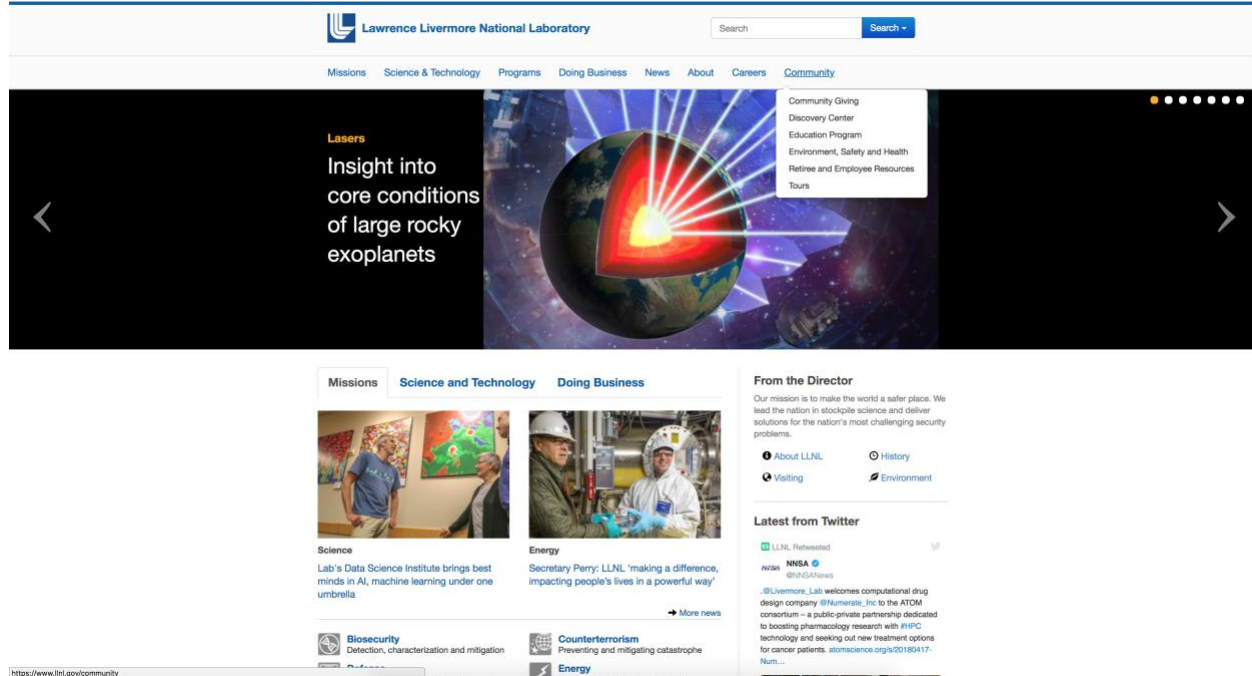 Lawrence Livermore National Laboratory
Search
Search
Missions Science & Technology Programs Doing Business News About Careers Community
Community Giving
Discovery Center
Education Program
Environment, Safety and Health
Retiree and Employee Resources
Tours
Lasers
Insight into
core conditions
of large rocky
exoplanets
Missions Science and Technology Doing Business
Science
Lab's Data Science Institute brings best
minds in AI, machine learning under one
umbrella
Energy
Secretary Perry: LLNL 'making a difference,
impacting people's lives in a powerful way'
More news
Biosecurity
Detection, characterization and mitigation
Counterterrorism
Preventing and mitigating catastrophe
Defense
Energy
From the Director
Our mission is to make the world a safer place. We
lead the nation in stockpile science and deliver
solutions for the nation's most challenging security
problems.
About LLNL
History
Visiting
Environment
Latest from Twitter
LLNL Retweeted
NNSA
@NNSANews
.@Livermore_Lab welcomes computational drug
design company @Numerate_Inc to the ATOM
consortium – a public-private partnership dedicated
to boosting pharmacology research with #HPC
technology and seeking out new treatment options
for cancer patients. atomscience.org/s/20180417-
Num…
https://www.llnl.gov/community